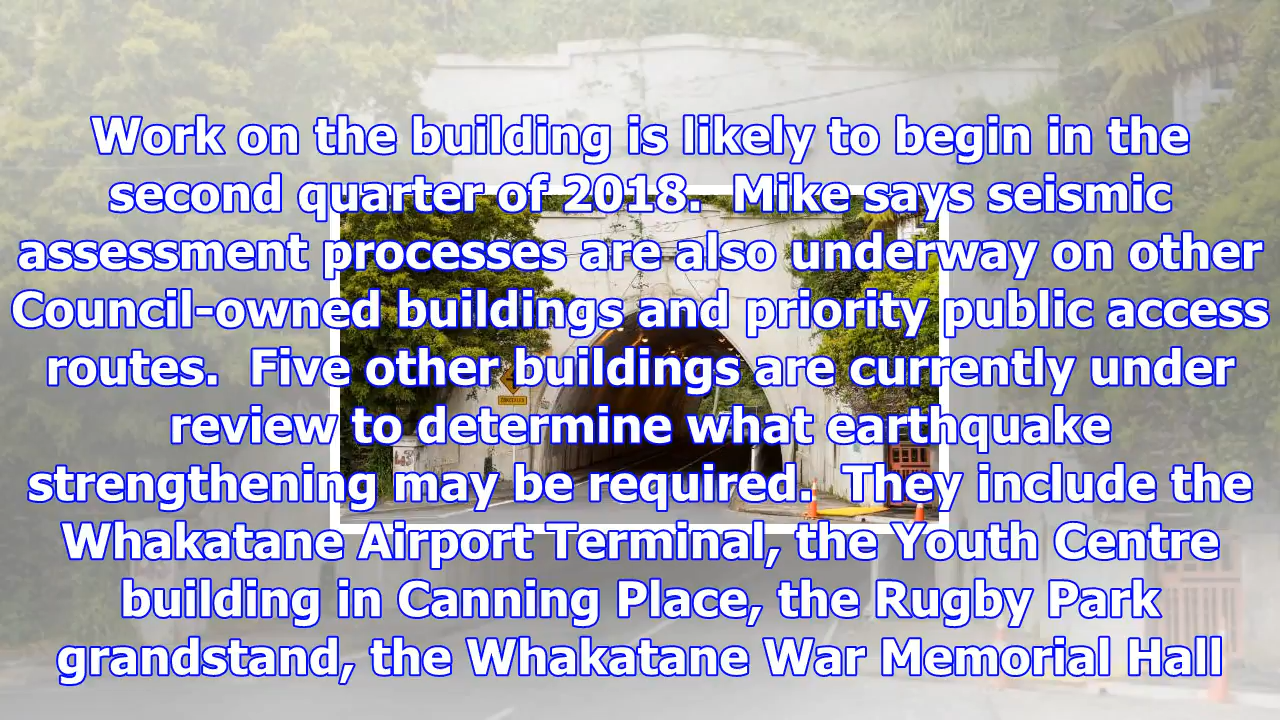 Work on the building is likely to begin in the
second quarter of 2018.  Mike says seismic
assessment processes are also underway on other
Council-owned buildings and priority public access
routes.  Five other buildings are currently under
review to determine what earthquake
strengthening may be required.  They include the
Whakatane Airport Terminal, the Youth Centre
building in Canning Place, the Rugby Park
grandstand, the Whakatane War Memorial Hall